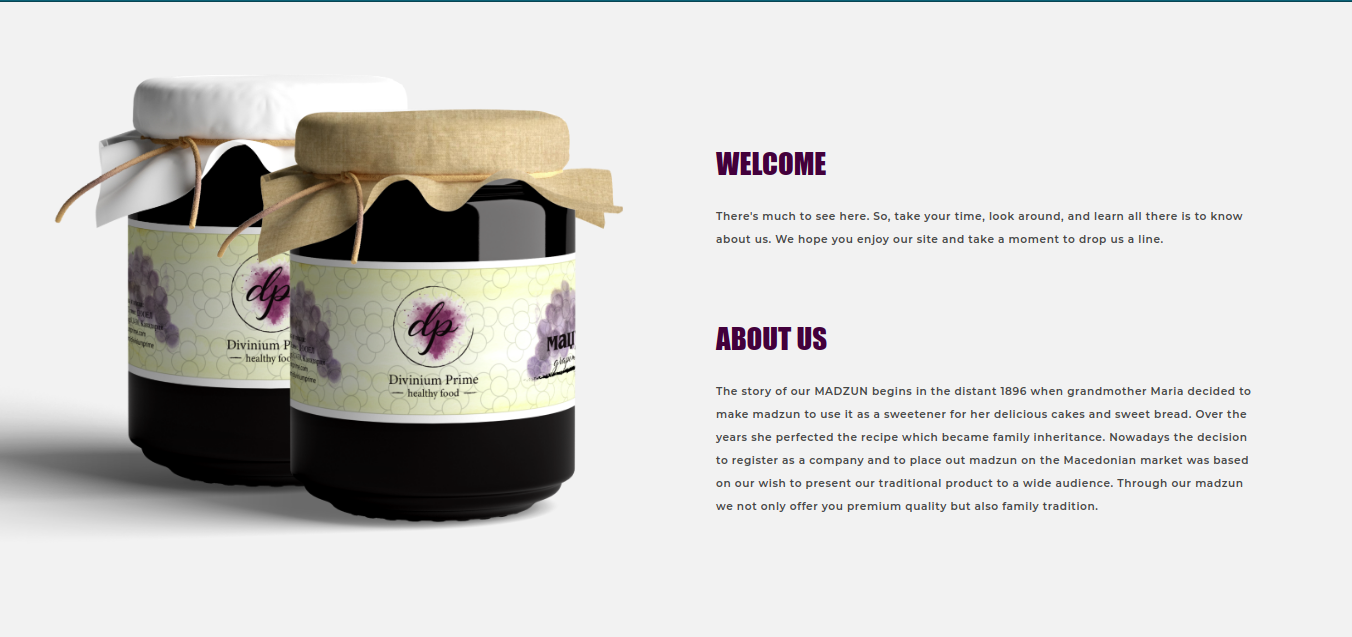 WELCOME
There's much to see here. So, take your time, look around, and learn all there is to know
about us. We hope you enjoy our site and take a moment to drop us a line.
ABOUT US
The story of our MADZUN begins in the distant 1896 when grandmother Maria decided to
make madzun to use it as a sweetener for her delicious cakes and sweet bread. Over the
years she perfected the recipe which became family inheritance. Nowadays the decision
to register as a company and to place out madzun on the Macedonian market was based
on our wish to present our traditional product to a wide audience. Through our madzun
we not only offer you premium quality but also family tradition.
dp
Divinium
healthy
dp
Divinium Prime
healthy food